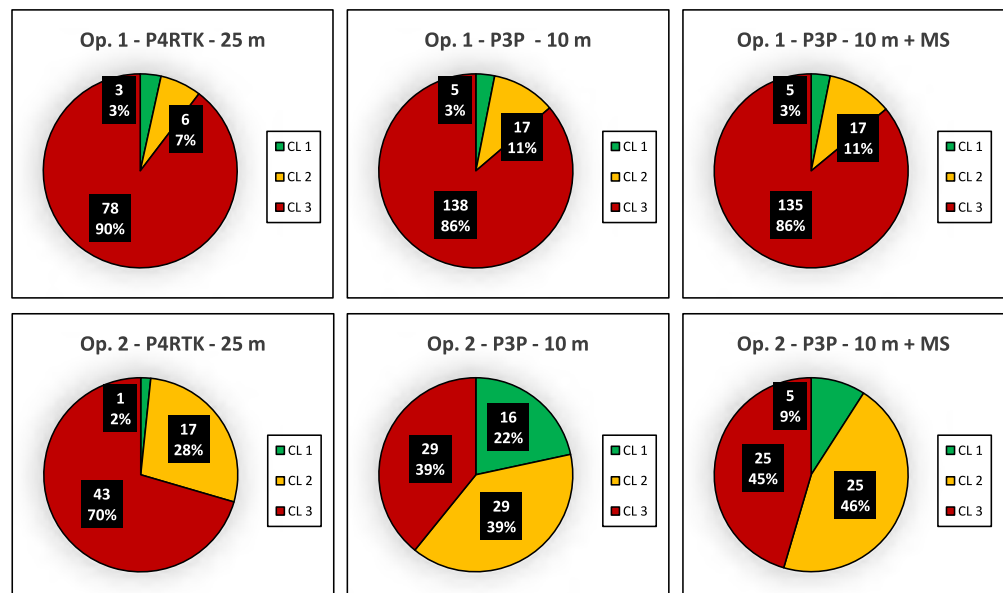 Op. 1 - P4RTK - 25 m
3
3%
6
7%
78
90%
CL 1
CL 2
CL 3
Op. 1 - P3P - 10 m
5
3%
17
11%
138
86%
CL 1
CL 2
CL 3
Op. 1 - P3P - 10 m + MS
5
3%
17
11%
135
86%
CL 1
CL 2
CL 3
Op. 2 - P4RTK - 25 m
1
2%
17
28%
43
70%
CL 1
CL 2
CL 3
Op. 2 - P3P - 10 m
16
22%
29
39%
29
39%
CL 1
CL 2
CL 3
Op. 2 - P3P - 10 m + MS
5
9%
25
45%
25
46%
CL 1
CL 2
CL 3